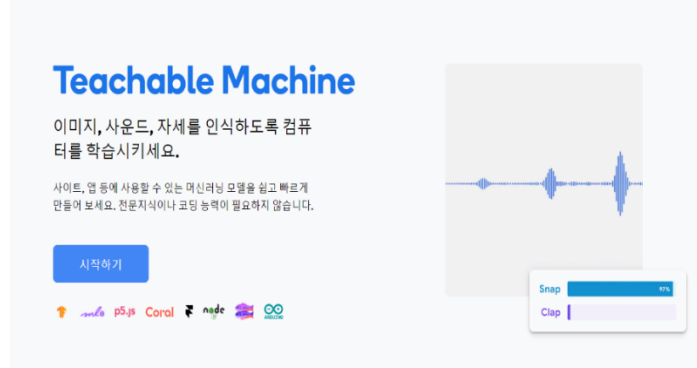 Teachable Machine
이미지, 사운드, 자세를 인식하도록 컴퓨
터를 학습시키세요.
사이트, 앱 등에 사용할 수 있는 머신러닝 모델을 쉽고 빠르게
만들어 보세요. 전문지식이나 코딩 능력이 필요하지 않습니다.
시작하기
p5.js Coral node ARDUINO
Snap 97%
Clap